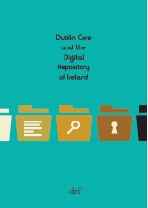 Dublin Core
and the
Digital
Repository
of Ireland
dri